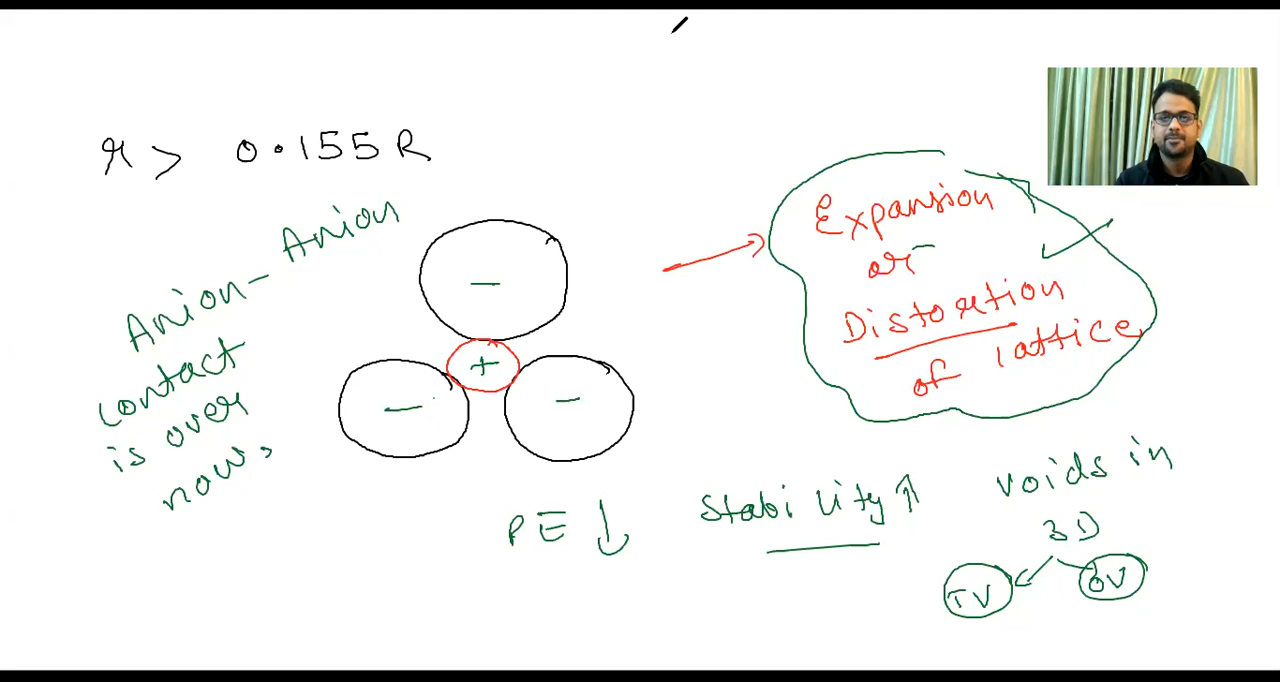 r > 0.155 R
Anion - Anion
contact
is over
now.
−
+
−
−
Expansion
or
Distortion
of lattice
PE ↓
Stability ↑
voids in
3D
TV
OV